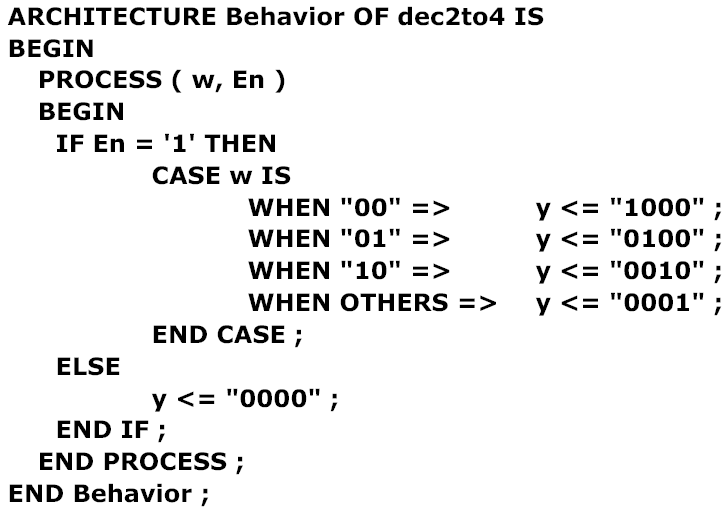 ARCHITECTURE Behavior OF dec2to4 IS
BEGIN
PROCESS ( w, En )
BEGIN
IF En = '1' THEN
CASE w IS
WHEN "00" => y <= "1000" ;
WHEN "01" => y <= "0100" ;
WHEN "10" => y <= "0010" ;
WHEN OTHERS => y <= "0001" ;
END CASE ;
ELSE
y <= "0000" ;
END IF ;
END PROCESS ;
END Behavior ;